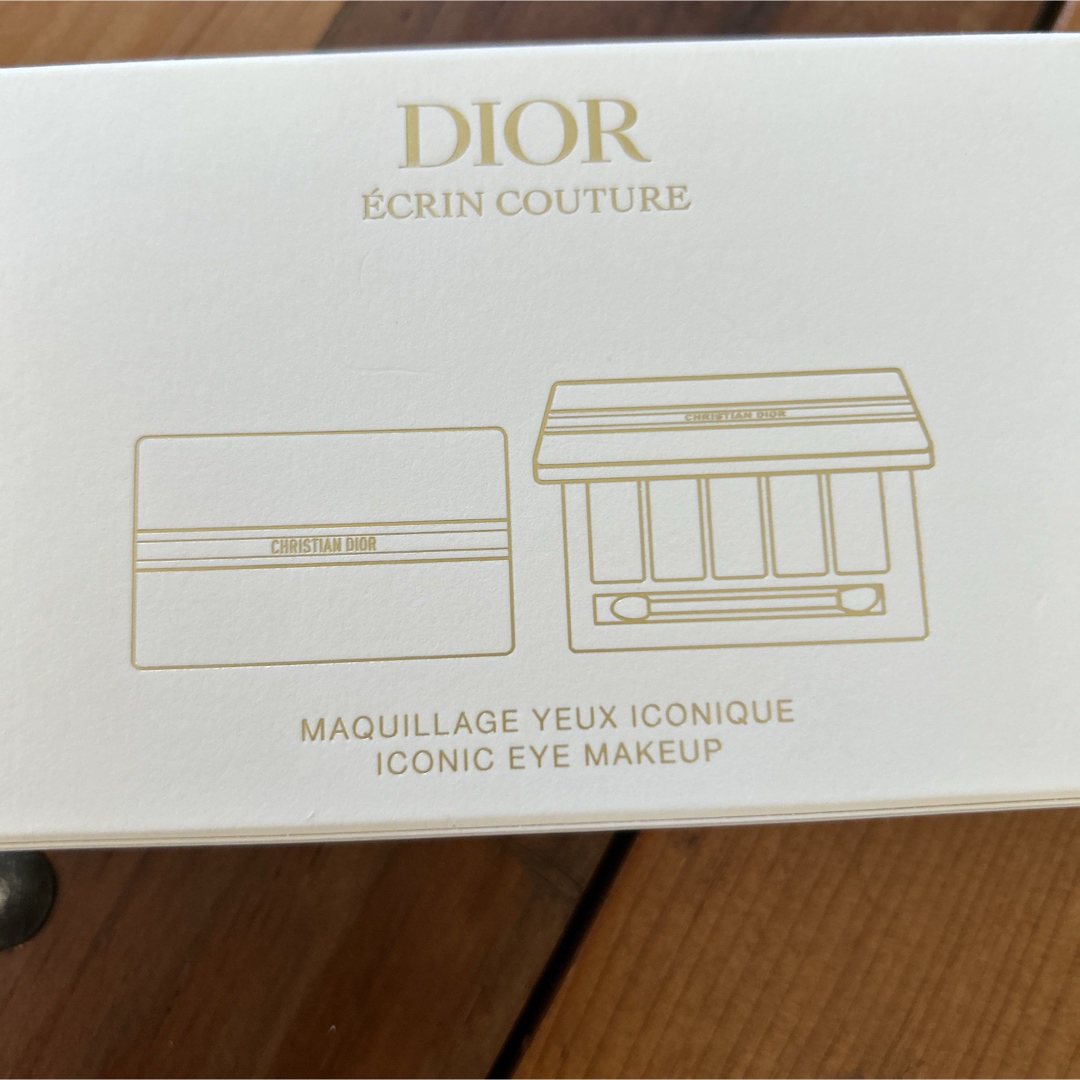 DIOR
ÉCRIN COUTURE
CHRISTIAN DIOR
CHRISTIAN DIOR
MAQUILLAGE YEUX ICONIQUE
ICONIC EYE MAKEUP